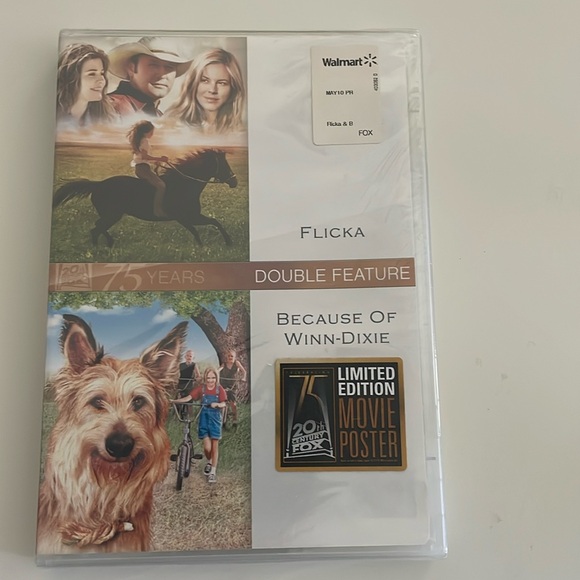 Walmart
MAY10 PR
Flicka & B
FOX
FLICKA
75 YEARS
DOUBLE FEATURE
BECAUSE OF
WINN-DIXIE
CELEBRATING
75
20th
CENTURY
FOX
LIMITED
EDITION
MOVIE
POSTER